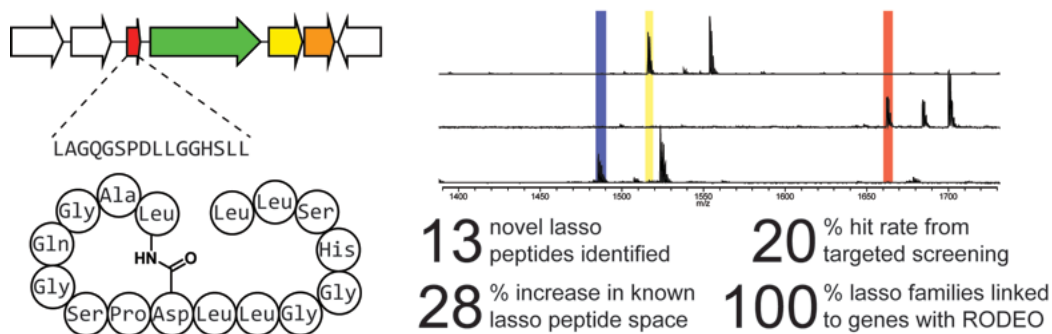 LAGQGSPDLLGGHSLL
Ala
Gly
Leu
Leu
Leu
Ser
Gln
HN
O
His
Gly
Gly
Ser
Pro
Asp
Leu
Leu
Gly
1400
1450
1500
1550
1600
1650
1700
m/z
13 novel lasso
peptides identified
20 % hit rate from
targeted screening
28 % increase in known
lasso peptide space
100 % lasso families linked
to genes with RODEO